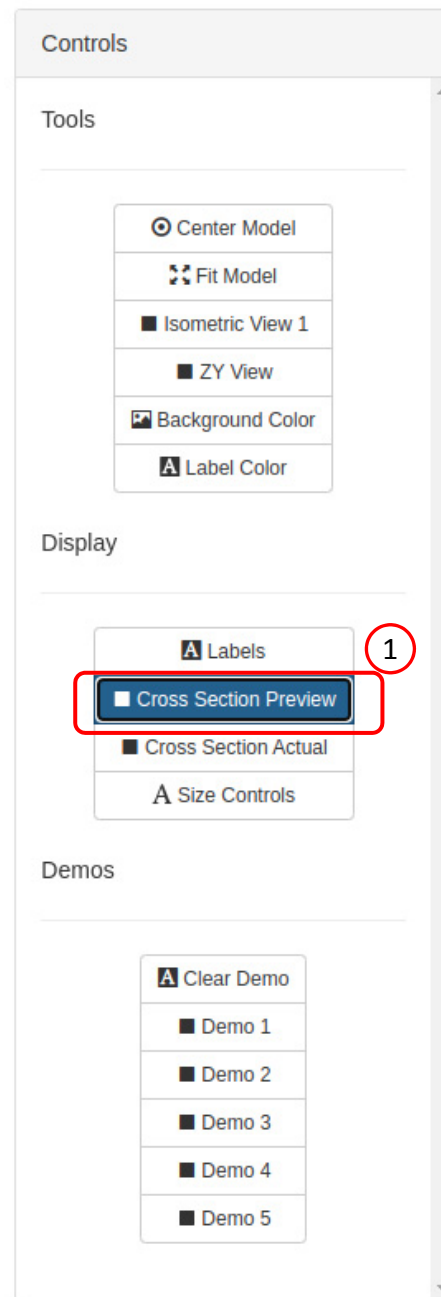 Controls
Tools
Center Model
Fit Model
Isometric View 1
ZY View
Background Color
A Label Color
Display
A Labels
1
Cross Section Preview
Cross Section Actual
A Size Controls
Demos
A Clear Demo
Demo 1
Demo 2
Demo 3
Demo 4
Demo 5